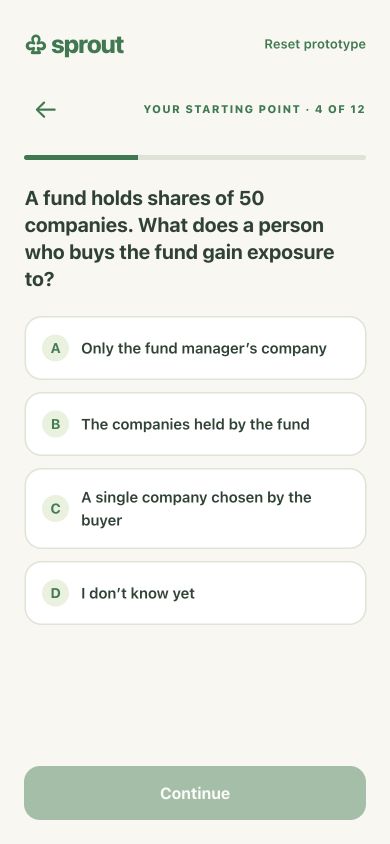 sprout
Reset prototype
YOUR STARTING POINT · 4 OF 12
A fund holds shares of 50
companies. What does a person
who buys the fund gain exposure
to?
A Only the fund manager’s company
B The companies held by the fund
C A single company chosen by the
buyer
D I don’t know yet
Continue